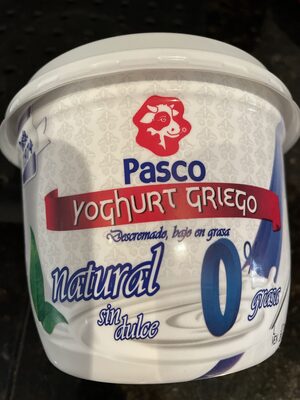 Pasco
YOGHURT GRIEGO
Descremado, bajo en grasa
natural
sin
dulce
0 grasa